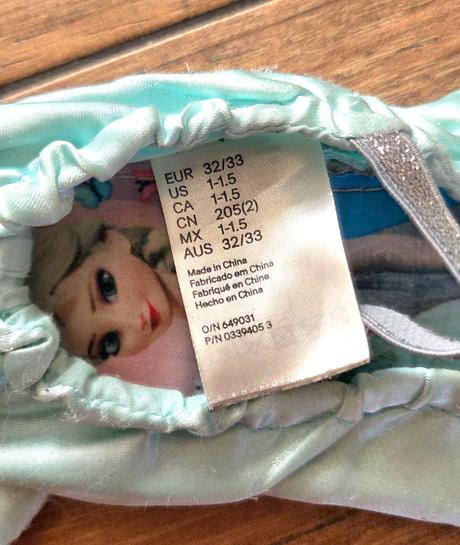 EUR 32/33
US 1-1.5
CA 1-1.5
CN 205(2)
MX 1-1.5
AUS 32/33
Made in China
Fabricado em China
Fabriqué en Chine
Hecho en China
O/N 649031
P/N 0339405 3